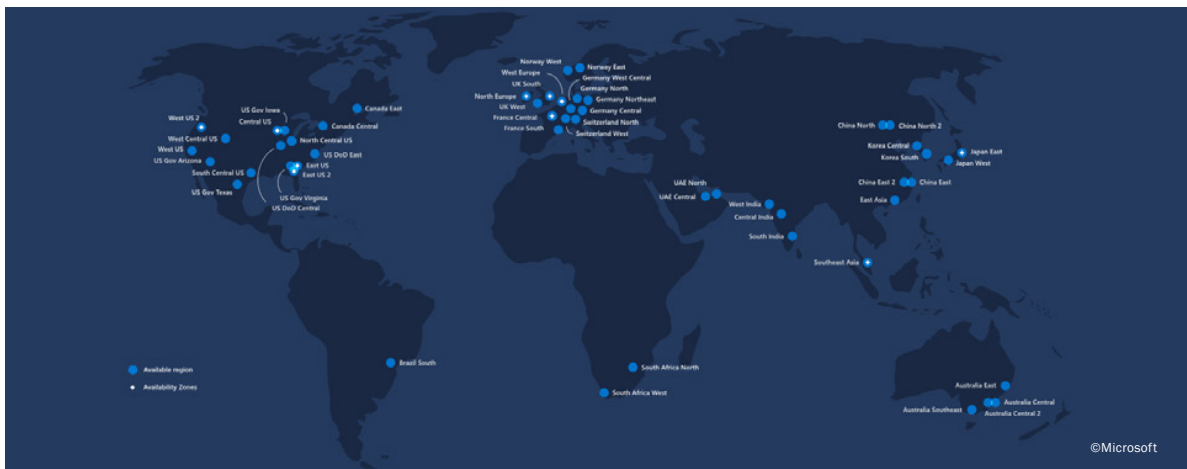 Canada East
US Gov Iowa
Central US
West US 2
Canada Central
West Central US
North Central US
West US
US DoD East
US Gov Arizona
East US
South Central US
East US 2
US Gov Texas
US Gov Virginia
US DoD Central
Norway West
Norway East
West Europe
Germany West Central
UK South
Germany North
North Europe
Germany Northeast
UK West
Germany Central
France Central
Switzerland North
France South
Switzerland West
UAE North
UAE Central
West India
Central India
South India
China North
China North 2
Korea Central
Korea South
Japan East
Japan West
China East 2
China East
East Asia
Southeast Asia
Brazil South
South Africa North
South Africa West
Australia East
Australia Central
Australia Southeast
Australia Central 2
Available region
Availability Zones
©Microsoft